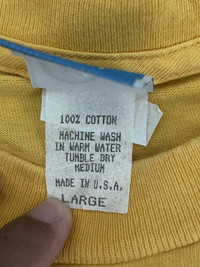 100% COTTON
MACHINE WASH
IN WARM WATER
TUMBLE DRY
MEDIUM
MADE IN U.S.A.
LARGE